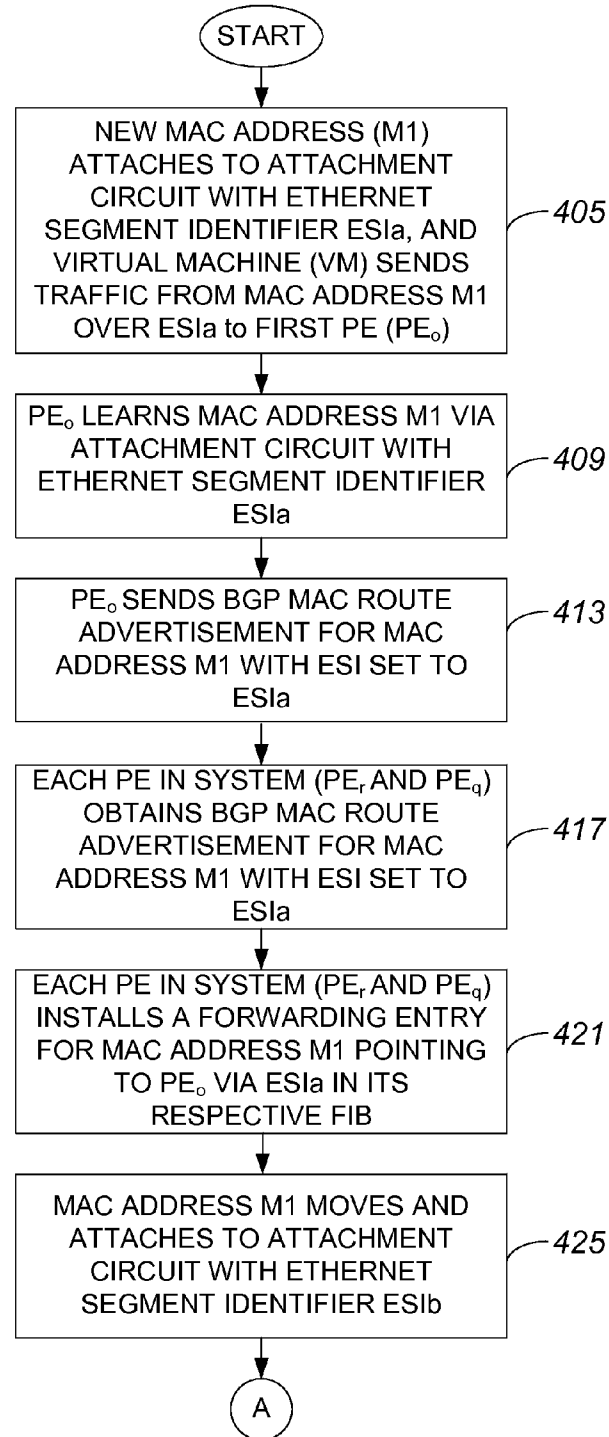 START
NEW MAC ADDRESS (M1)
ATTACHES TO ATTACHMENT
CIRCUIT WITH ETHERNET
SEGMENT IDENTIFIER ESIa, AND
VIRTUAL MACHINE (VM) SENDS
TRAFFIC FROM MAC ADDRESS M1
OVER ESIa to FIRST PE (PEo)
405
PEo LEARNS MAC ADDRESS M1 VIA
ATTACHMENT CIRCUIT WITH
ETHERNET SEGMENT IDENTIFIER
ESIa
409
PEo SENDS BGP MAC ROUTE
ADVERTISEMENT FOR MAC
ADDRESS M1 WITH ESI SET TO
ESIa
413
EACH PE IN SYSTEM (PEr AND PEq)
OBTAINS BGP MAC ROUTE
ADVERTISEMENT FOR MAC
ADDRESS M1 WITH ESI SET TO
ESIa
417
EACH PE IN SYSTEM (PEr AND PEq)
INSTALLS A FORWARDING ENTRY
FOR MAC ADDRESS M1 POINTING
TO PEo VIA ESIa IN ITS
RESPECTIVE FIB
421
MAC ADDRESS M1 MOVES AND
ATTACHES TO ATTACHMENT
CIRCUIT WITH ETHERNET
SEGMENT IDENTIFIER ESIb
425
A